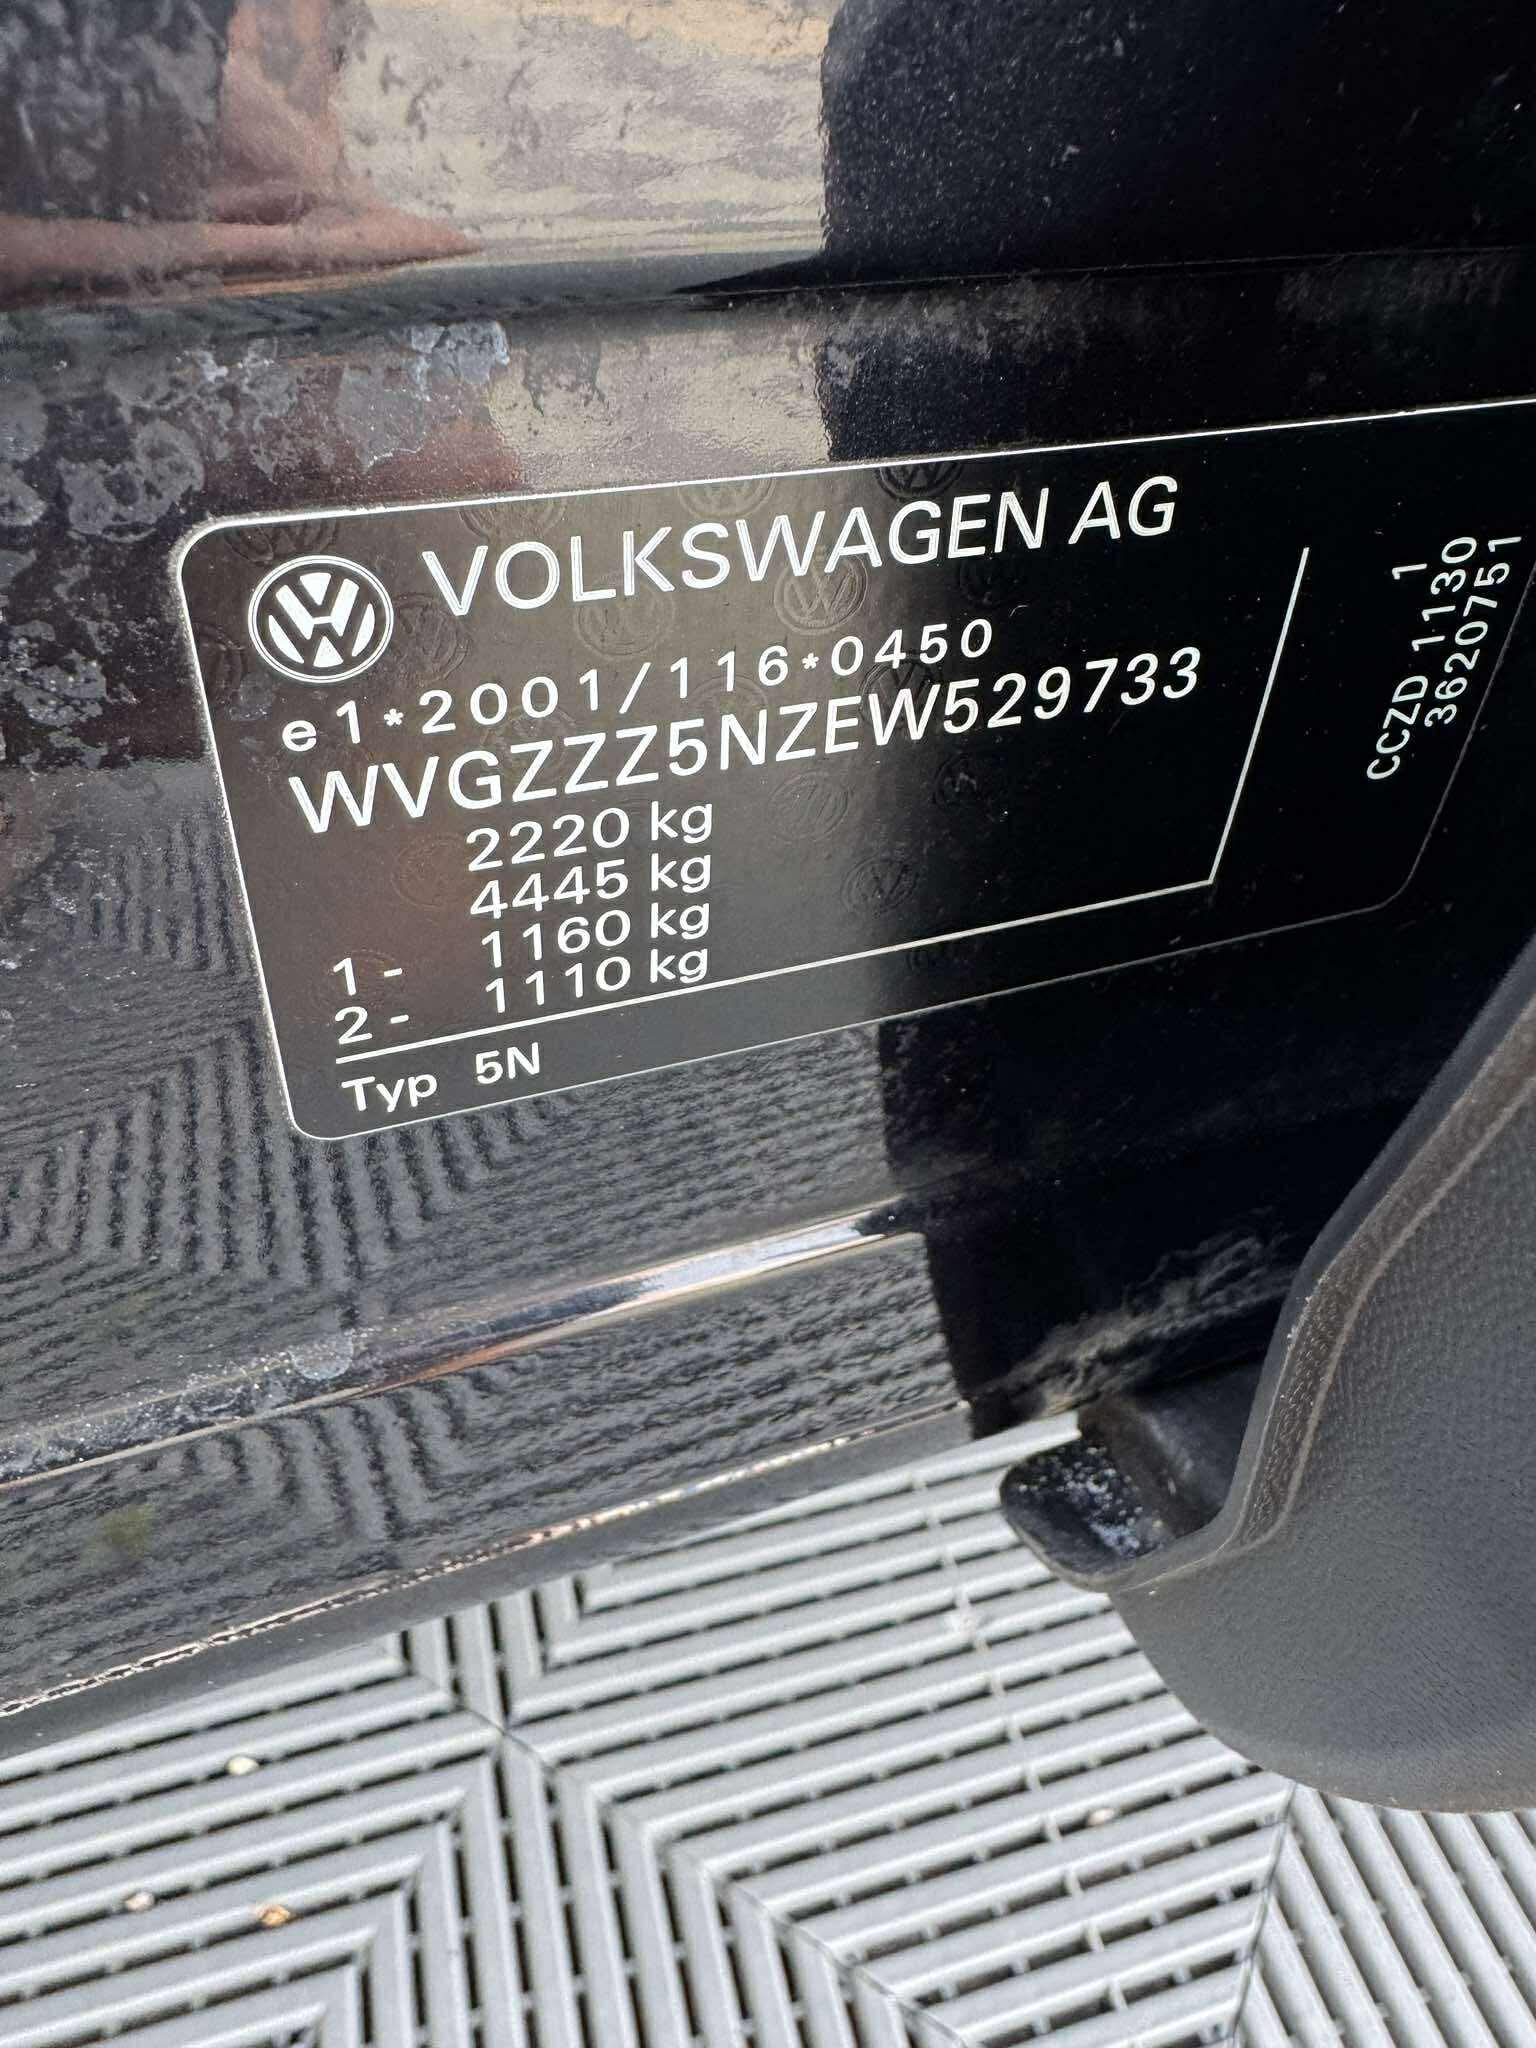 VOLKSWAGEN AG
e1*2001/116*0450
WVGZZZ5NZEW529733
2220 kg
4445 kg
1 - 1160 kg
2 - 1110 kg
Typ 5N
1
CCZD 1130
3620751